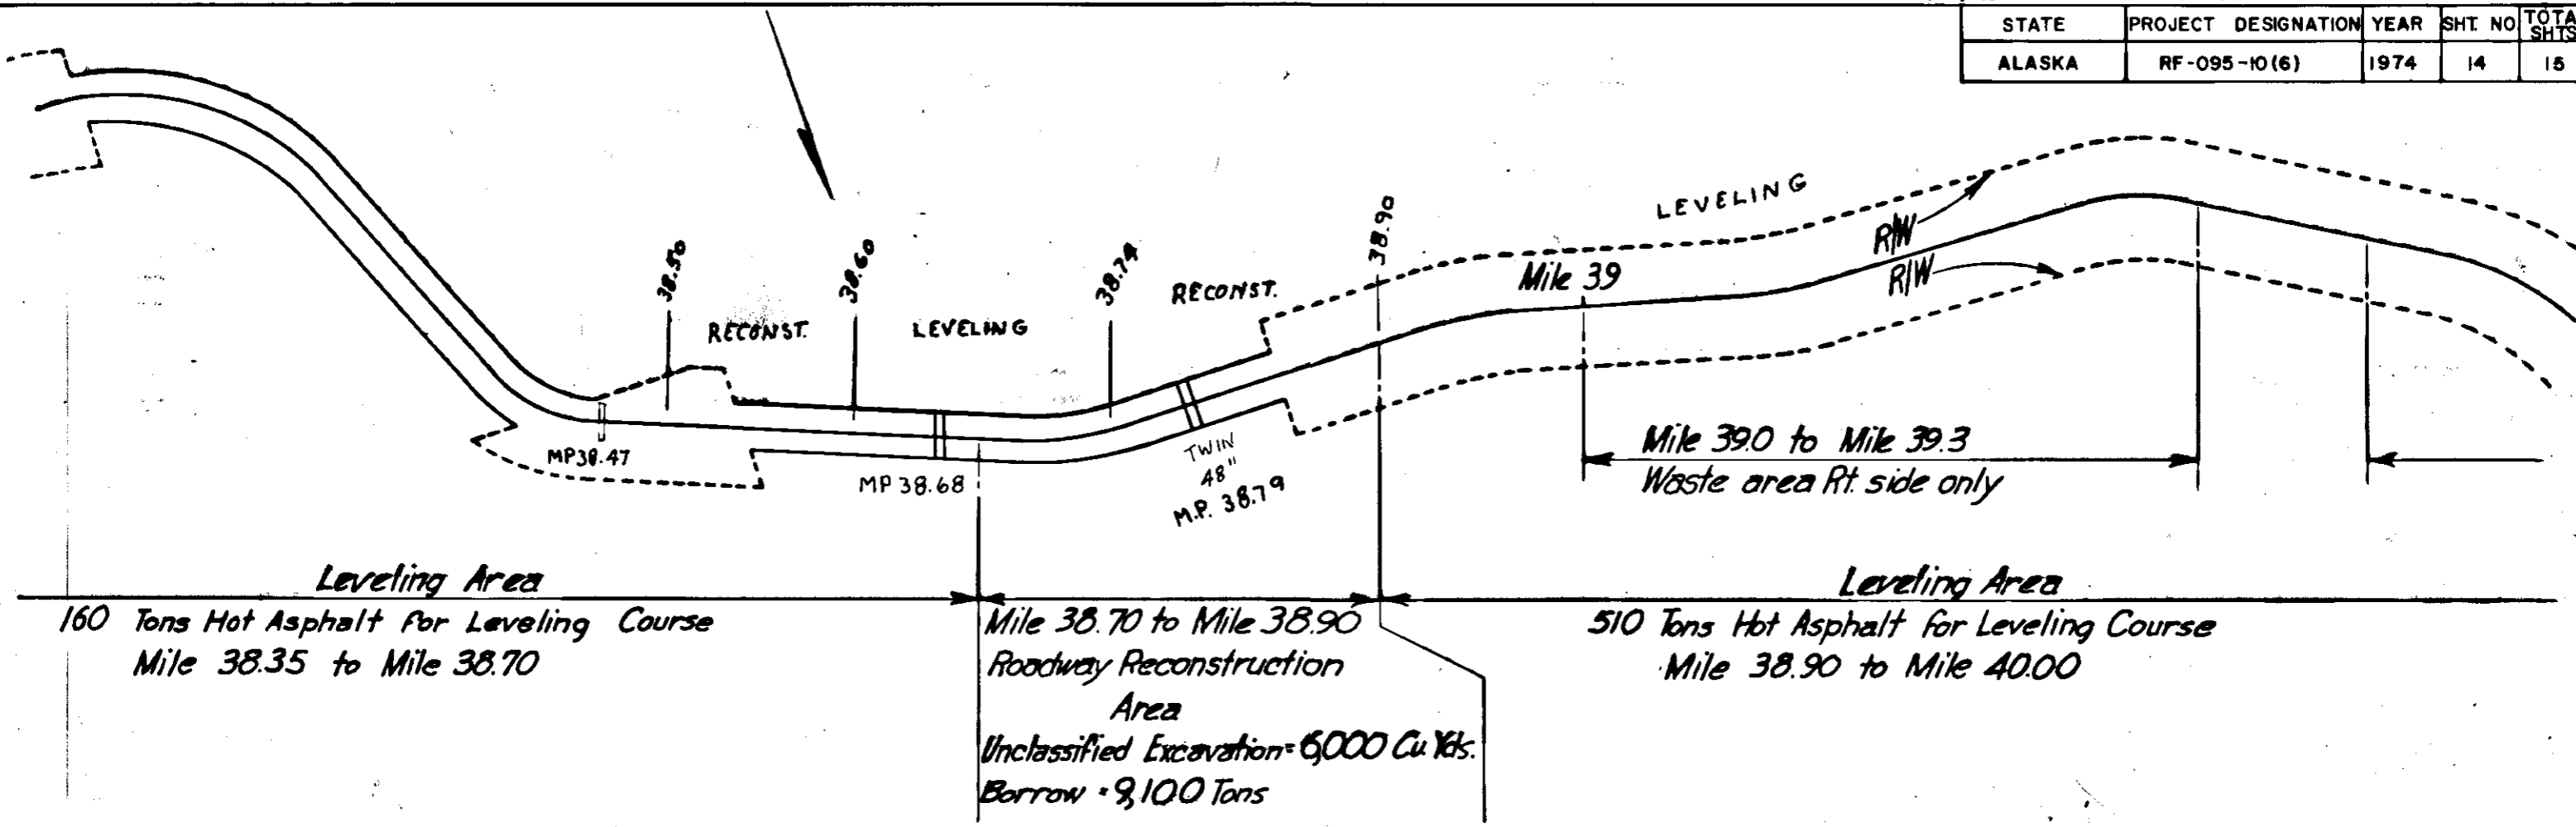 STATE PROJECT DESIGNATION YEAR SHT. NO. TOTAL SHTS
ALASKA RF-095-10(6) 1974 14 15
38.50
RECONST.
38.60
LEVELING
38.74
RECONST.
38.90
LEVELING
Mile 39
R/W
R/W
MP 38.47
MP 38.68
TWIN
48"
M.P. 38.79
Mile 39.0 to Mile 39.3
Waste area Rt. side only
Leveling Area
160 Tons Hot Asphalt for Leveling Course
Mile 38.35 to Mile 38.70
Mile 38.70 to Mile 38.90
Roadway Reconstruction
Area
Unclassified Excavation = 6,000 Cu. Yds.
Borrow = 9,100 Tons
Leveling Area
510 Tons Hot Asphalt for Leveling Course
Mile 38.90 to Mile 40.00